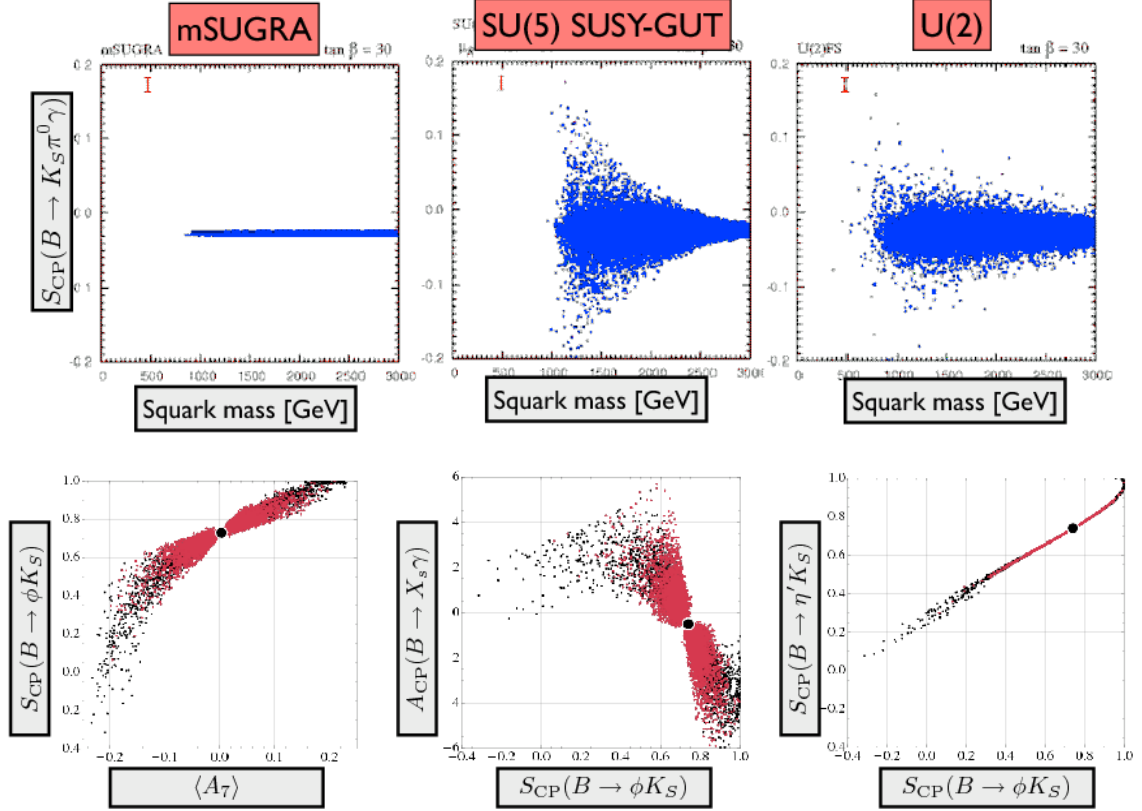 mSUGRA
SU(5) SUSY-GUT
U(2)
mSUGRA tan β = 30
30
U(2)FS tan β = 30
S_CP(B → K_S π⁰ γ)
0.2
0.1
0.0
-0.1
-0.2
0 500 1000 1500 2000 2500 3000
Squark mass [GeV]
0.2
0.1
0.0
-0.1
-0.2
0 500 1000 1500 2000 2500 3000
Squark mass [GeV]
0.2
0.1
0.0
-0.1
-0.2
0 500 1000 1500 2000 2500 3000
Squark mass [GeV]
S_CP(B → φK_S)
1.0
0.8
0.6
0.4
0.2
0.0
0.2
0.4
−0.2 −0.1 0.0 0.1 0.2
⟨A₇⟩
A_CP(B → X_s γ)
6
4
2
0
2
−4
−6
−0.4 −0.2 0.0 0.2 0.4 0.6 0.8 1.0
S_CP(B → φK_S)
S_CP(B → η′K_S)
1.0
0.8
0.6
0.4
0.2
0.0
−0.2
0.4
−0.4 −0.2 0.0 0.2 0.4 0.6 0.8 1.0
S_CP(B → φK_S)